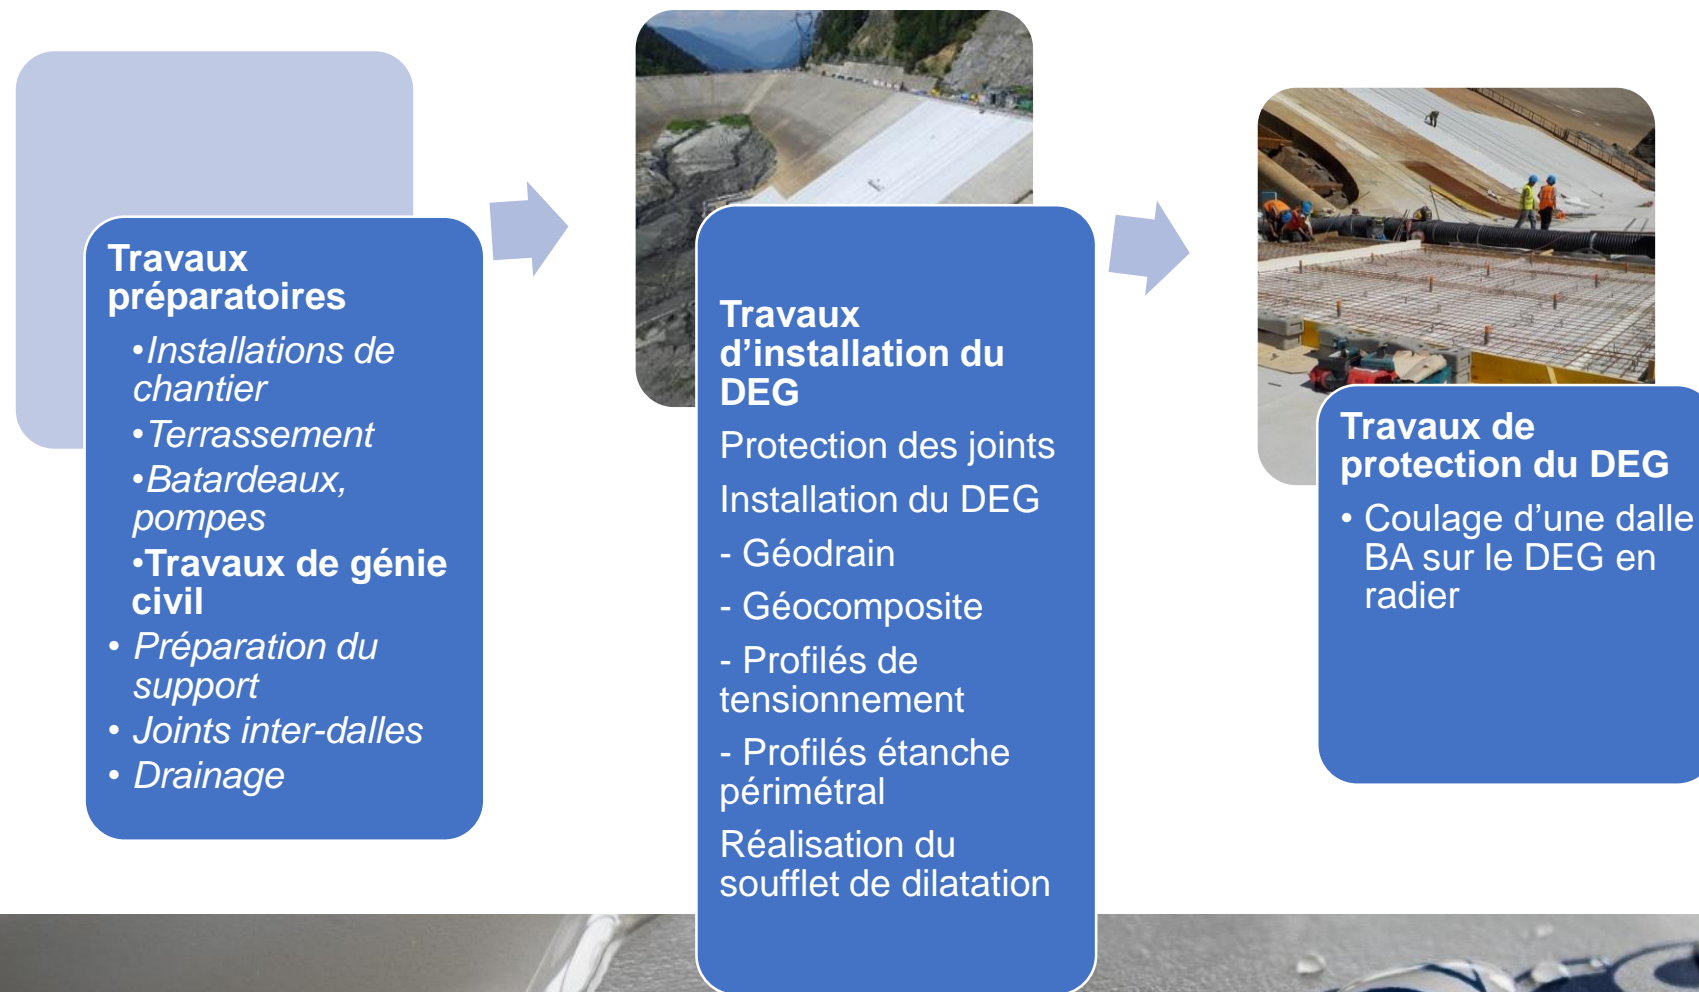 Travaux
préparatoires
•Installations de
chantier
•Terrassement
•Batardeaux,
pompes
•Travaux de génie
civil
• Préparation du
support
• Joints inter-dalles
• Drainage
Travaux
d’installation du
DEG
Protection des joints
Installation du DEG
- Géodrain
- Géocomposite
- Profilés de
tensionnement
- Profilés étanche
périmétral
Réalisation du
soufflet de dilatation
Travaux de
protection du DEG
• Coulage d’une dalle
BA sur le DEG en
radier